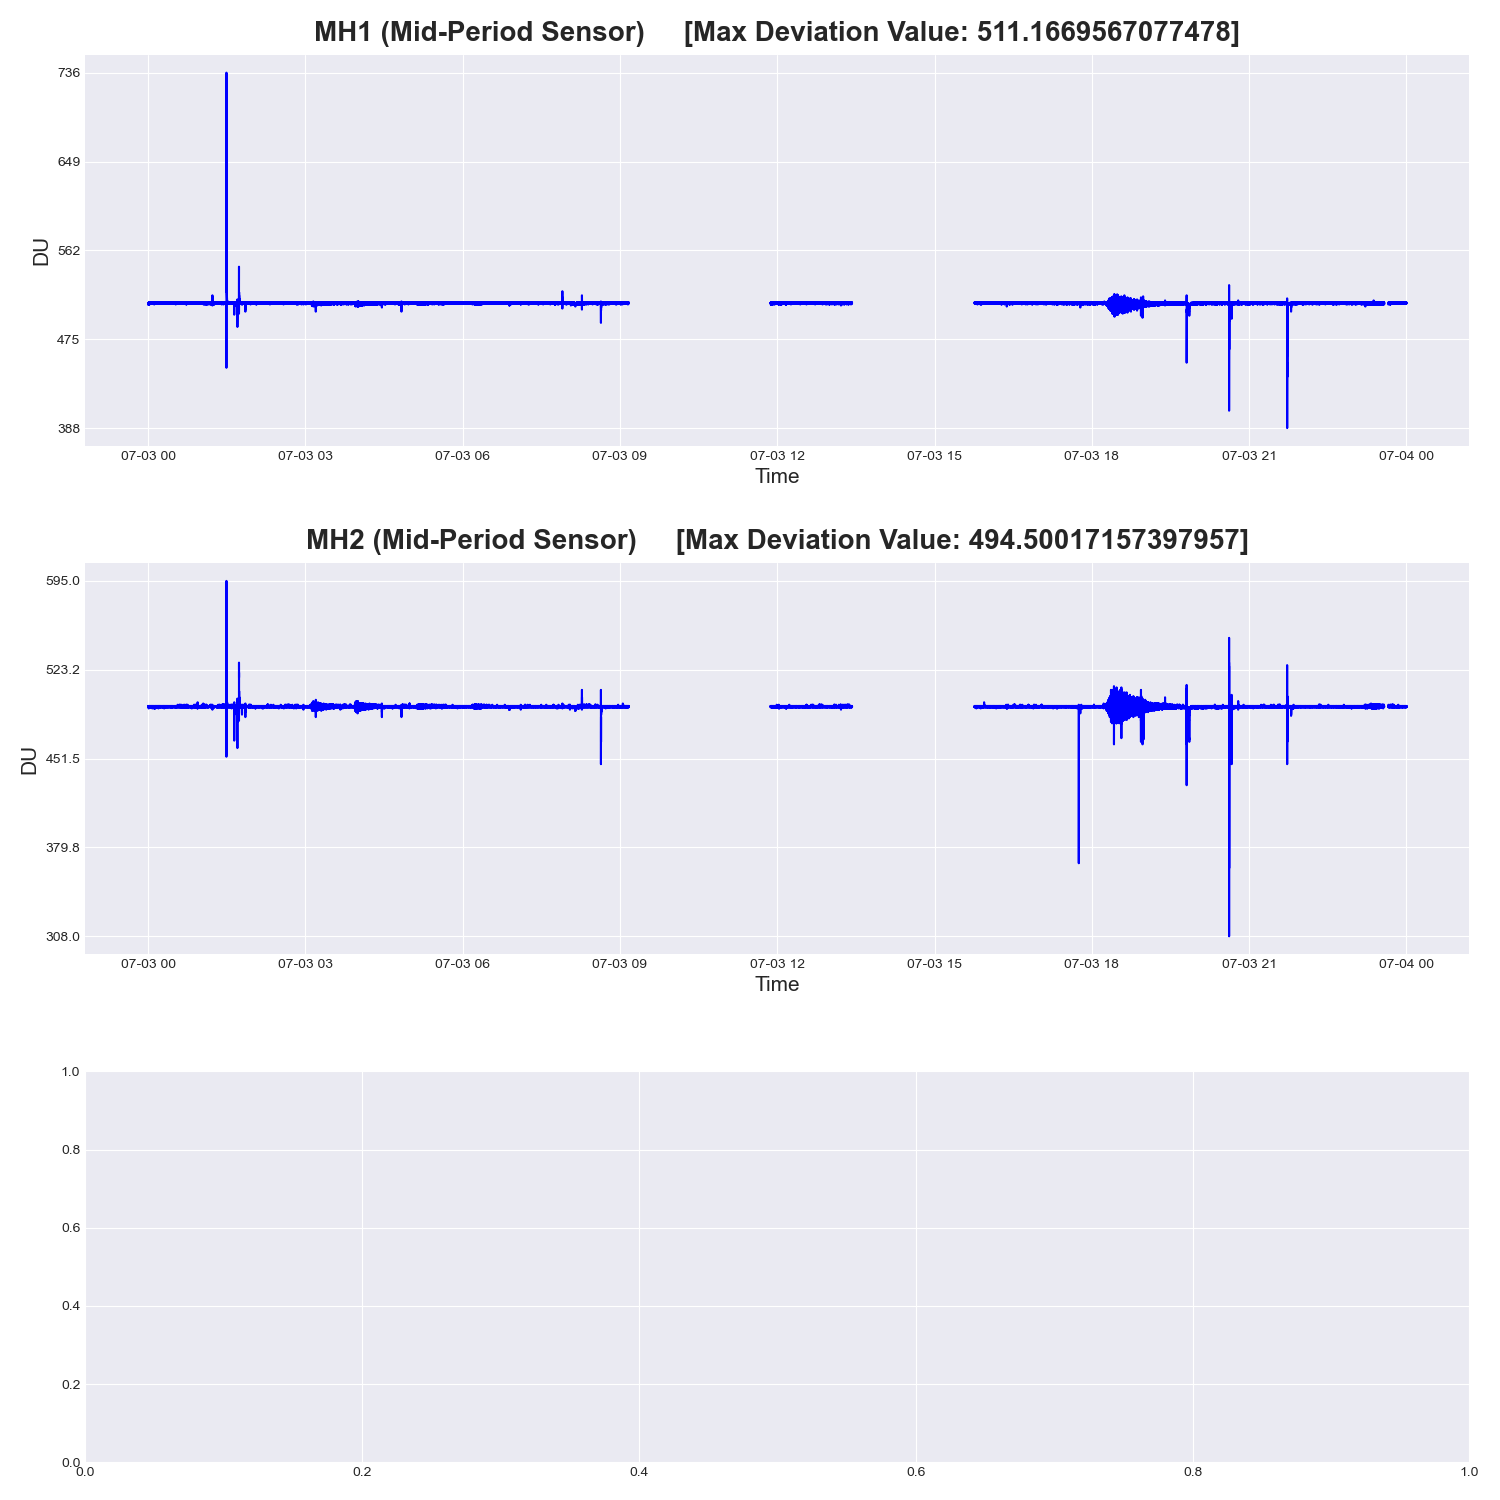 MH1 (Mid-Period Sensor) [Max Deviation Value: 511.1669567077478]
736
649
562
475
388
DU
07-03 00 07-03 03 07-03 06 07-03 09 07-03 12 07-03 15 07-03 18 07-03 21 07-04 00
Time
MH2 (Mid-Period Sensor) [Max Deviation Value: 494.50017157397957]
595.0
523.2
451.5
379.8
308.0
DU
07-03 00 07-03 03 07-03 06 07-03 09 07-03 12 07-03 15 07-03 18 07-03 21 07-04 00
Time
1.0
0.8
0.6
0.4
0.2
0.0
0.0 0.2 0.4 0.6 0.8 1.0